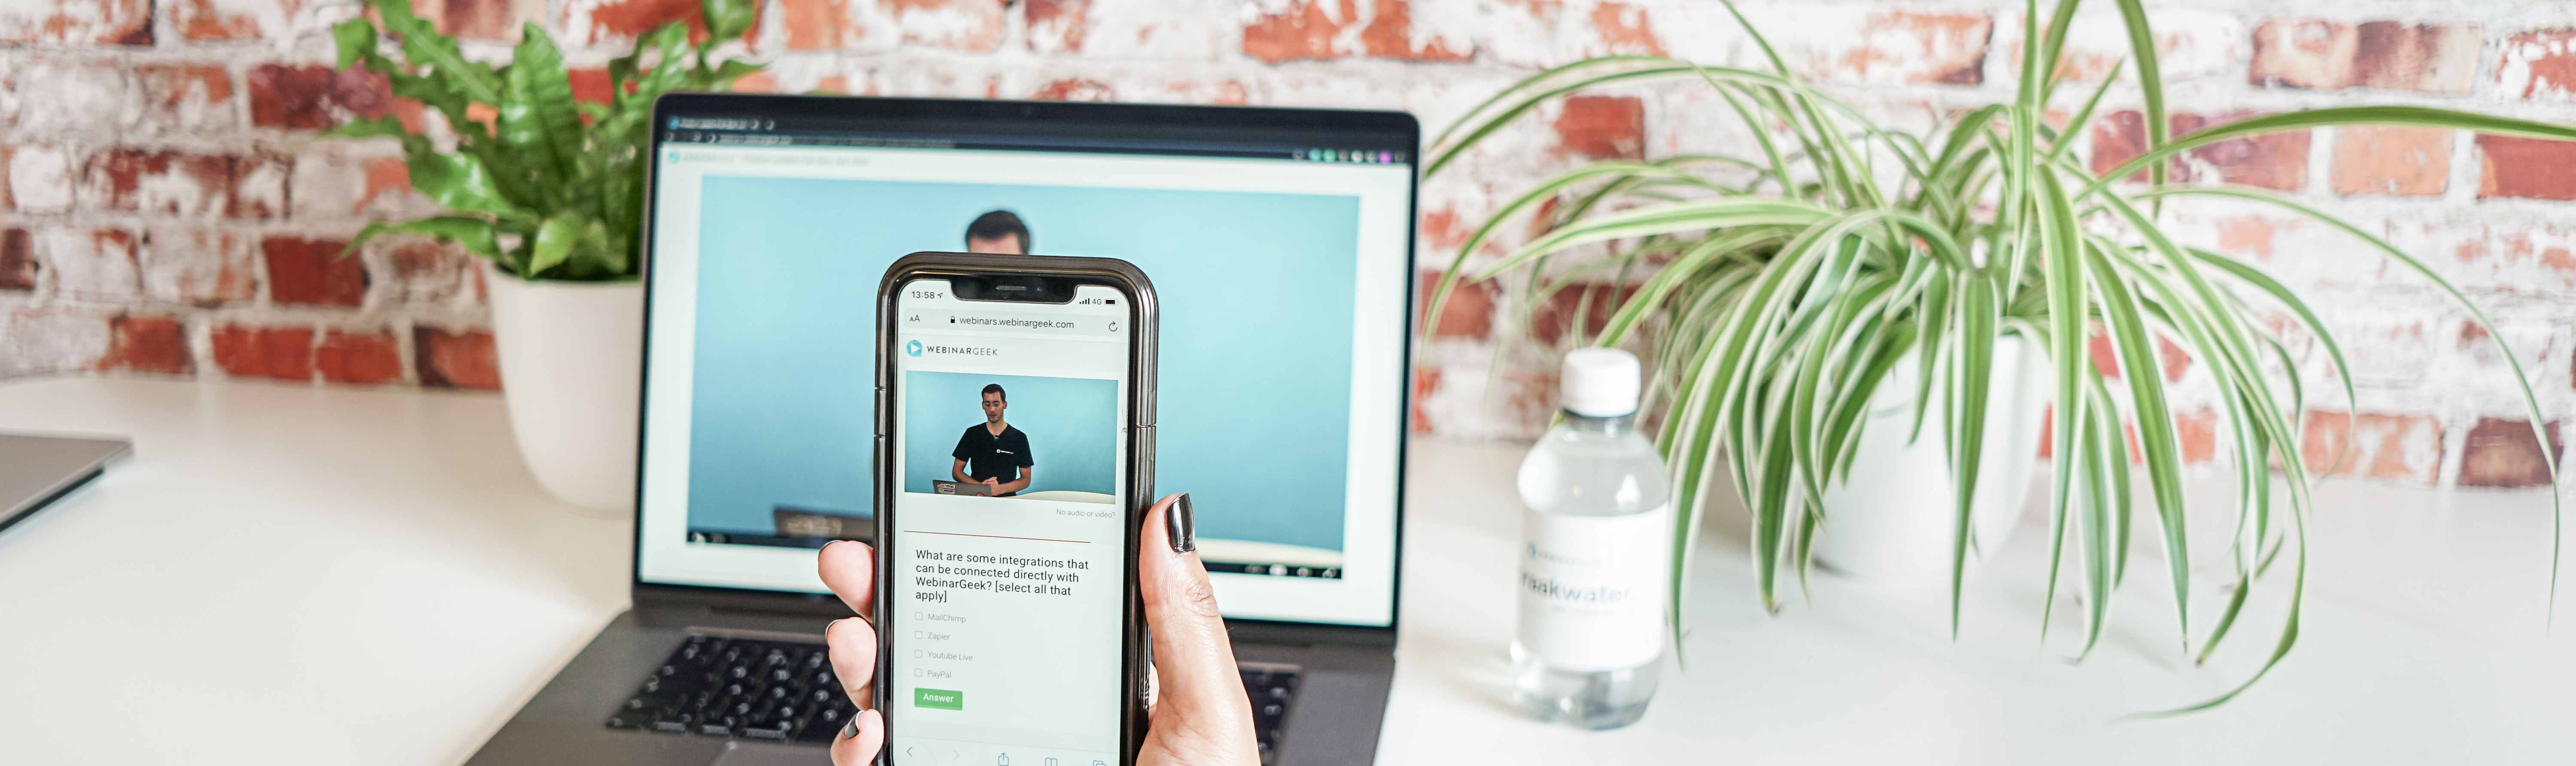 13:58
4G
AA
webinars.webinargeek.com
WEBINARGEEK
No audio or video?
What are some integrations that
can be connected directly with
WebinarGeek? [select all that
apply]
MailChimp
Zapier
Youtube Live
PayPal
Answer